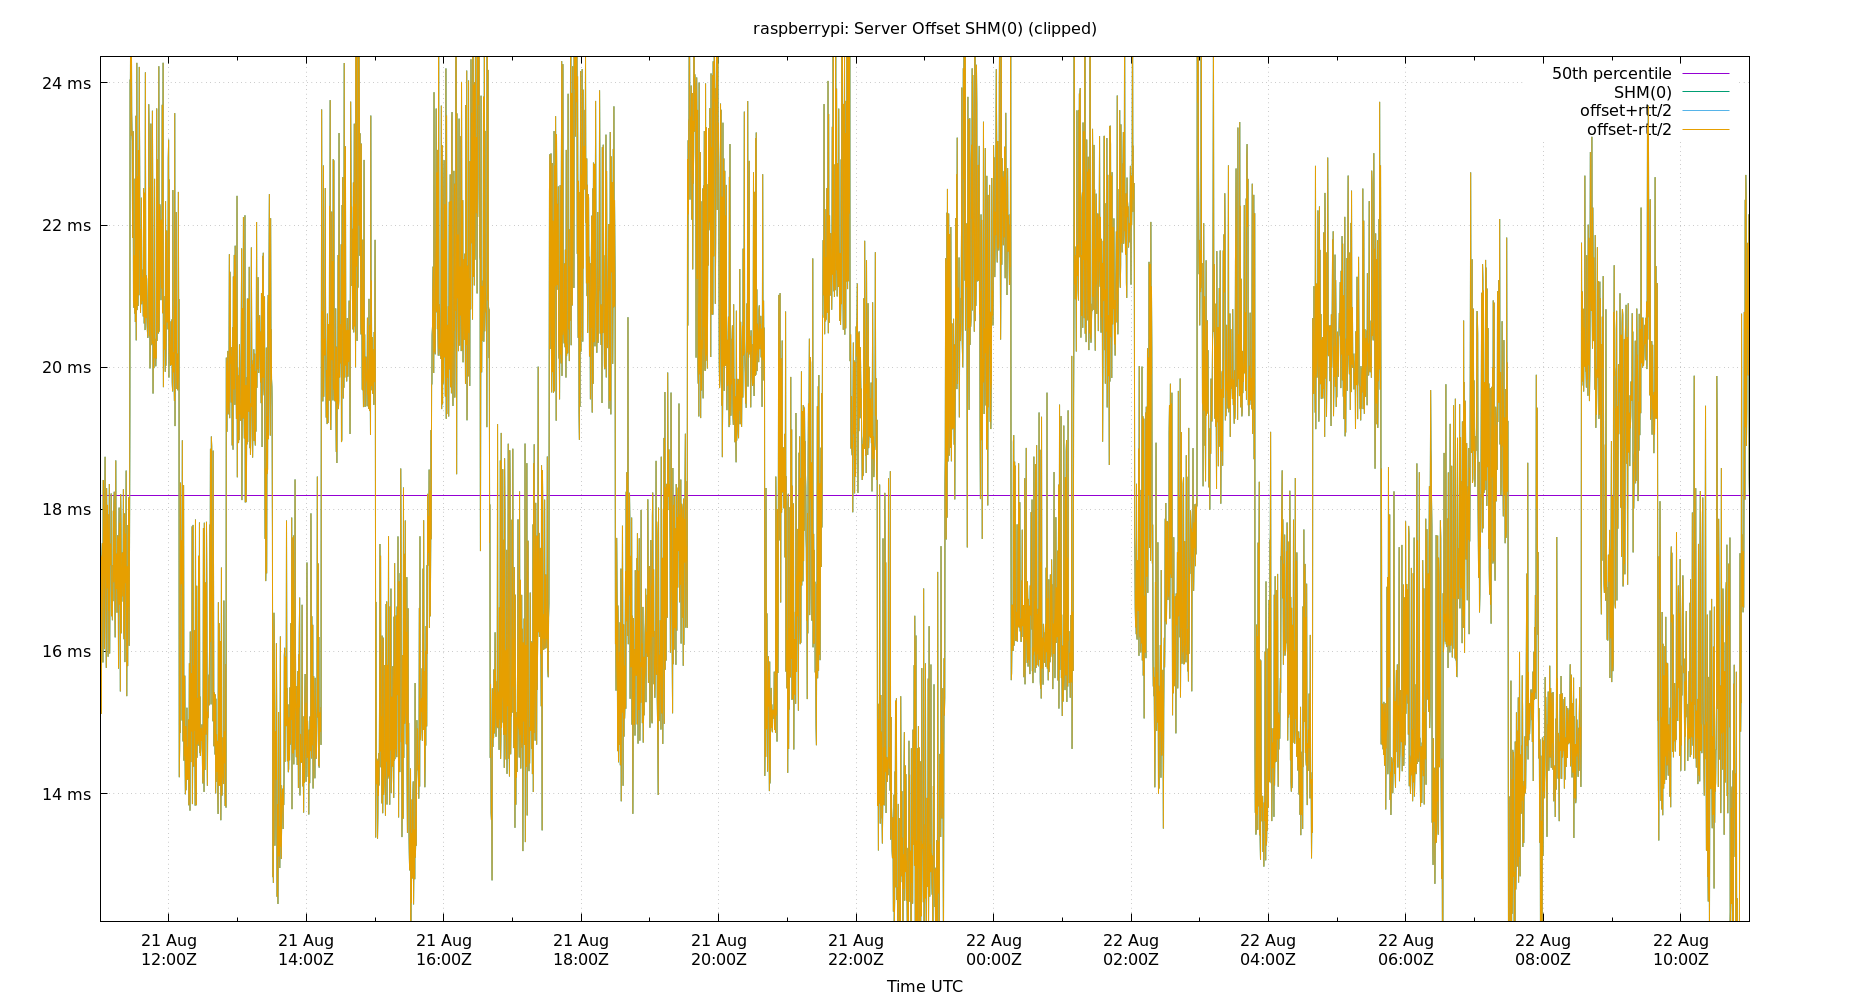 raspberrypi: Server Offset SHM(0) (clipped)
50th percentile
SHM(0)
offset+rtt/2
offset-rtt/2
24 ms
22 ms
20 ms
18 ms
16 ms
14 ms
21 Aug 21 Aug 21 Aug 21 Aug 21 Aug 21 Aug 22 Aug 22 Aug 22 Aug 22 Aug 22 Aug 22 Aug
12:00Z 14:00Z 16:00Z 18:00Z 20:00Z 22:00Z 00:00Z 02:00Z 04:00Z 06:00Z 08:00Z 10:00Z
Time UTC